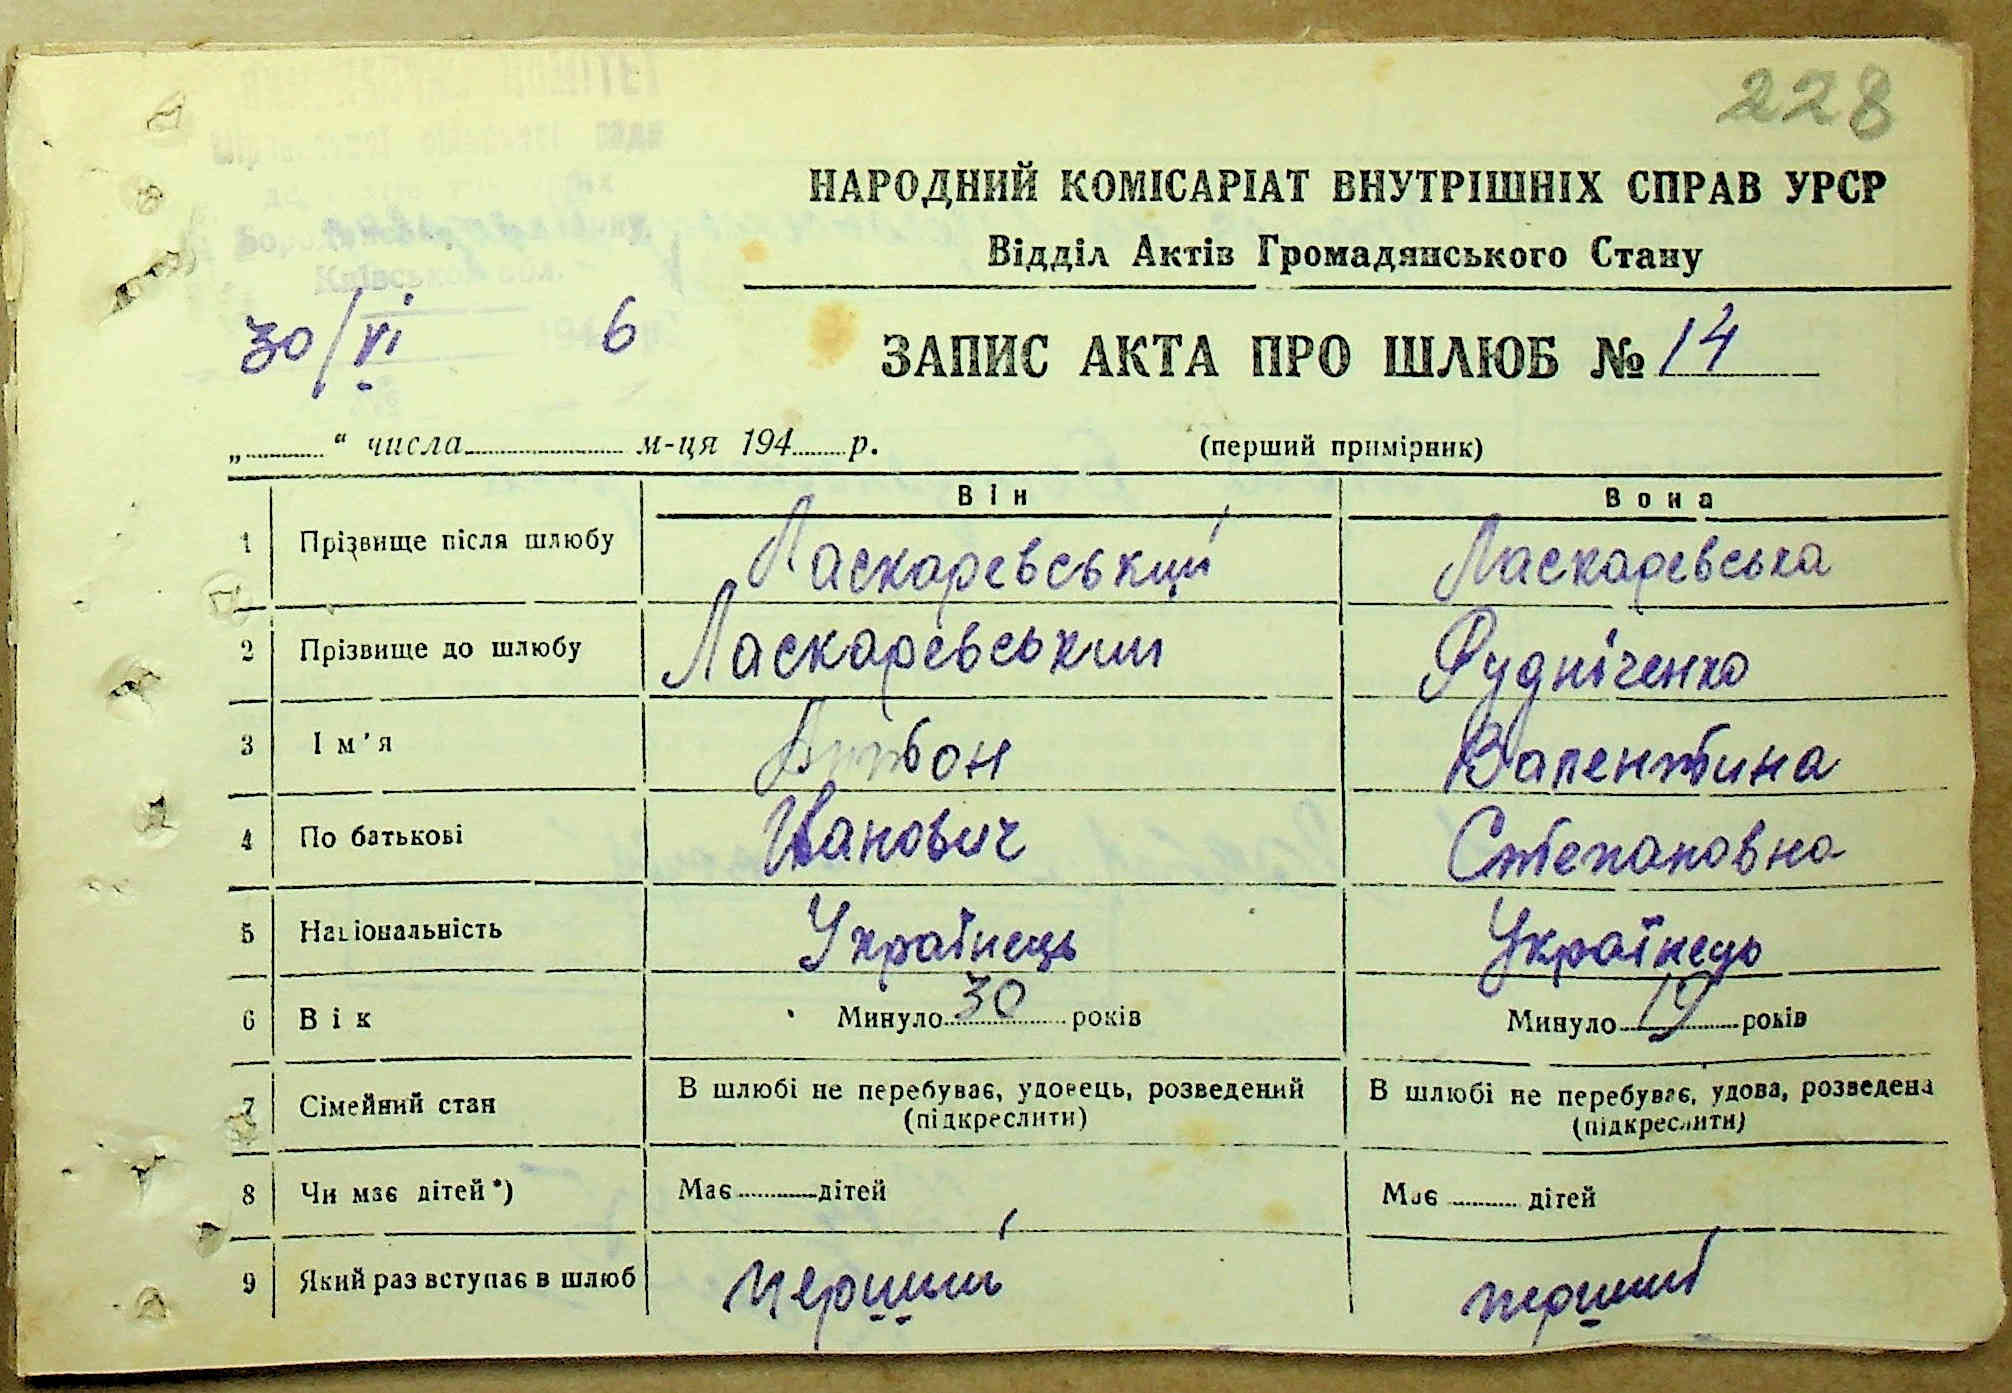 228
НАРОДНИЙ КОМІСАРІАТ ВНУТРІШНІХ СПРАВ УРСР
Відділ Актів Громадянського Стану
30/VI 6
ЗАПИС АКТА ПРО ШЛЮБ № 14
„ “ числа м-ця 194 р. (перший примірник)
Він Вона
1 Прізвище після шлюбу Ласкаревський Ласкаревська
2 Прізвище до шлюбу Ласкаревський Рудніченко
3 Ім'я Антон Валентина
4 По батькові Іванович Степановна
5 Національність Українець Українець
6 Вік Минуло 30 років Минуло 19 років
7 Сімейний стан В шлюбі не перебуває, удовець, розведений В шлюбі не перебуває, удова, розведена
(підкреслити) (підкреслити)
8 Чи має дітей*) Має дітей Має дітей
9 Який раз вступає в шлюб перший перший